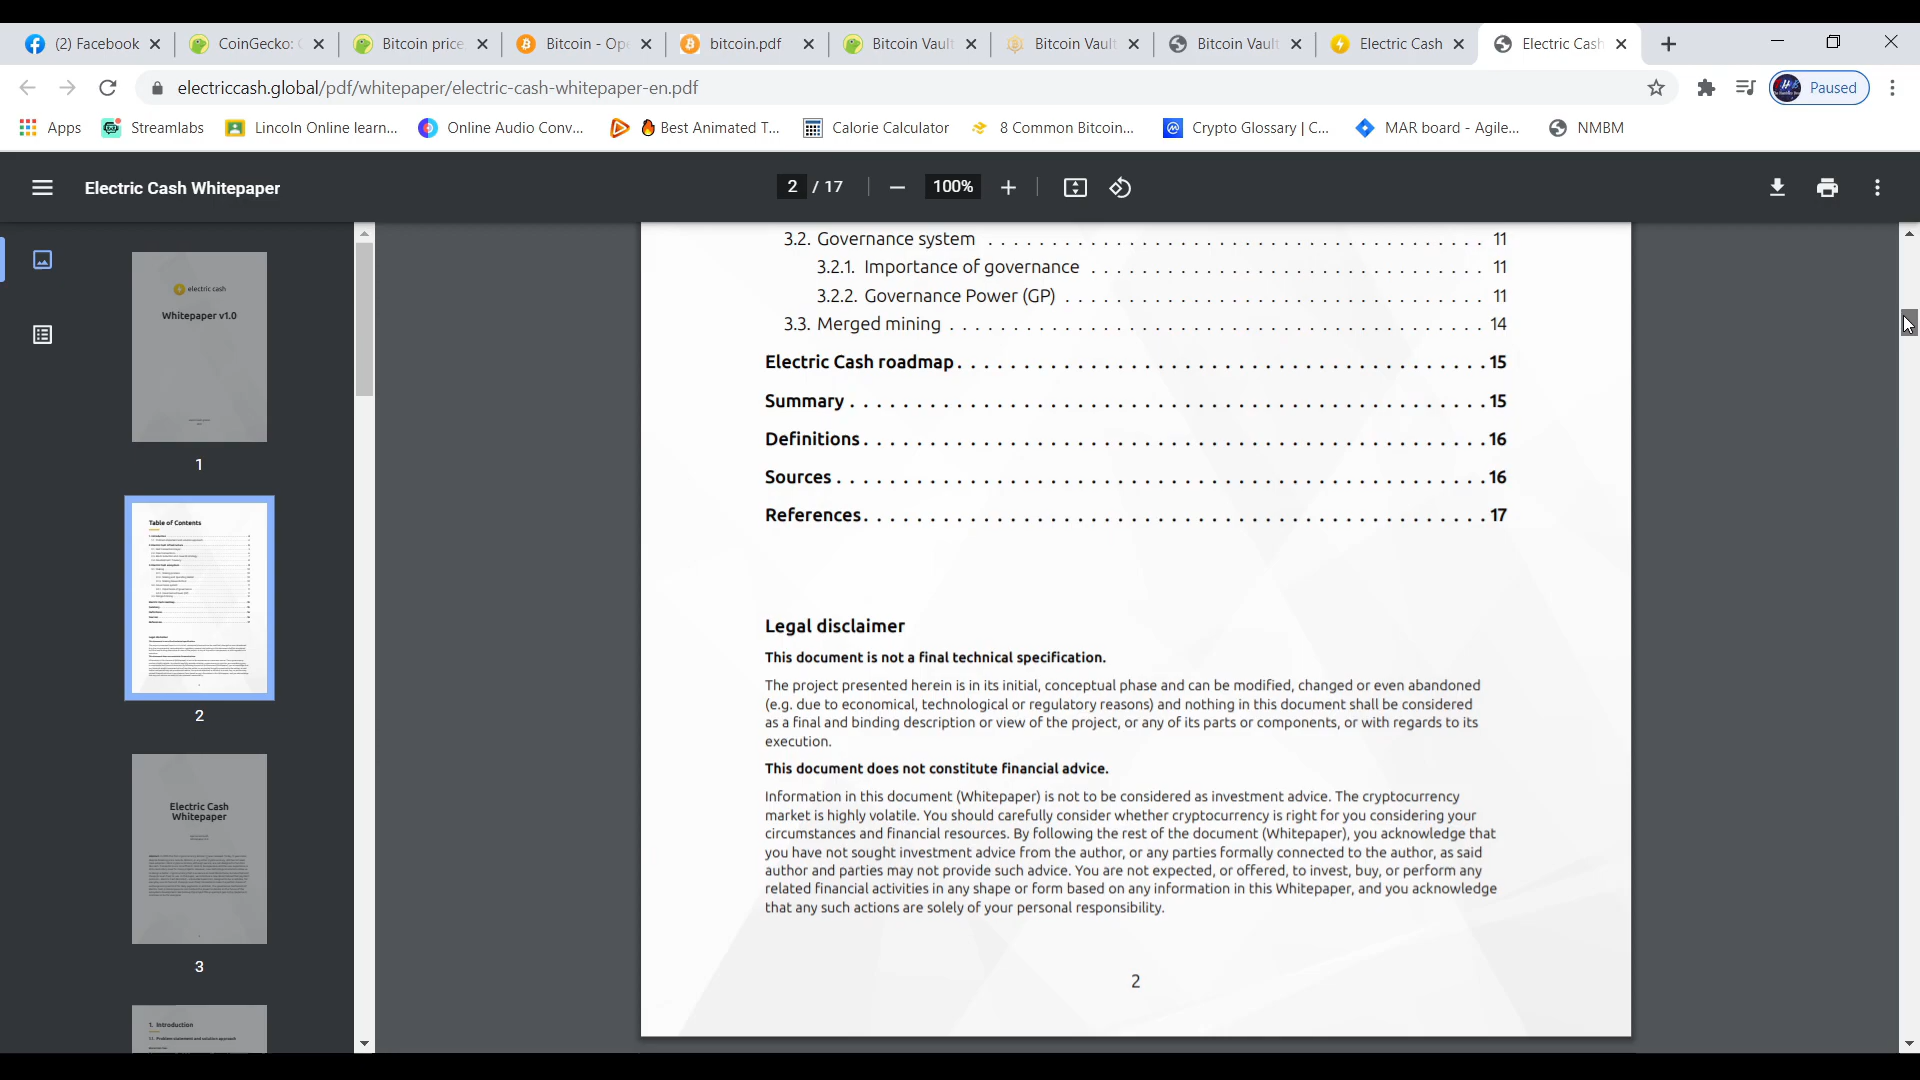 (2) Facebook
CoinGecko:
Bitcoin price
Bitcoin - Op
bitcoin.pdf
Bitcoin Vault
Bitcoin Vault
Bitcoin Vault
Electric Cash
Electric Cash
electriccash.global/pdf/whitepaper/electric-cash-whitepaper-en.pdf
Paused
Apps
Streamlabs
Lincoln Online learn...
Online Audio Conv...
Best Animated T...
Calorie Calculator
8 Common Bitcoin...
Crypto Glossary | C...
MAR board - Agile...
NMBM
Electric Cash Whitepaper
2 / 17
100%
electric cash
Whitepaper v1.0
1
Table of Contents
2
Electric Cash
Whitepaper
3
1. Introduction
1.1. Problem statement and solution approach
3.2. Governance system . . . . . . . . . . . . . . . . . . . . . . . . . . . . . . . . . . . . . . 11
3.2.1. Importance of governance . . . . . . . . . . . . . . . . . . . . . . . . . . . . . . 11
3.2.2. Governance Power (GP) . . . . . . . . . . . . . . . . . . . . . . . . . . . . . . . . 11
3.3. Merged mining . . . . . . . . . . . . . . . . . . . . . . . . . . . . . . . . . . . . . . . . . 14
Electric Cash roadmap. . . . . . . . . . . . . . . . . . . . . . . . . . . . . . . . . . . . . . . . 15
Summary . . . . . . . . . . . . . . . . . . . . . . . . . . . . . . . . . . . . . . . . . . . . . . . . 15
Definitions. . . . . . . . . . . . . . . . . . . . . . . . . . . . . . . . . . . . . . . . . . . . . . . 16
Sources . . . . . . . . . . . . . . . . . . . . . . . . . . . . . . . . . . . . . . . . . . . . . . . . . 16
References. . . . . . . . . . . . . . . . . . . . . . . . . . . . . . . . . . . . . . . . . . . . . . . 17
Legal disclaimer
This document is not a final technical specification.
The project presented herein is in its initial, conceptual phase and can be modified, changed or even abandoned
(e.g. due to economical, technological or regulatory reasons) and nothing in this document shall be considered
as a final and binding description or view of the project, or any of its parts or components, or with regards to its
execution.
This document does not constitute financial advice.
Information in this document (Whitepaper) is not to be considered as investment advice. The cryptocurrency
market is highly volatile. You should carefully consider whether cryptocurrency is right for you considering your
circumstances and financial resources. By following the rest of the document (Whitepaper), you acknowledge that
you have not sought investment advice from the author, or any parties formally connected to the author, as said
author and parties may not provide such advice. You are not expected, or offered, to invest, buy, or perform any
related financial activities in any shape or form based on any information in this Whitepaper, and you acknowledge
that any such actions are solely of your personal responsibility.
2